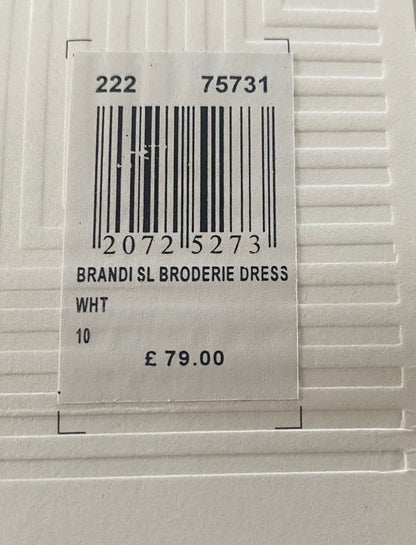 222 75731
2072 5273
BRANDI SL BRODERIE DRESS
WHT
10
£ 79.00